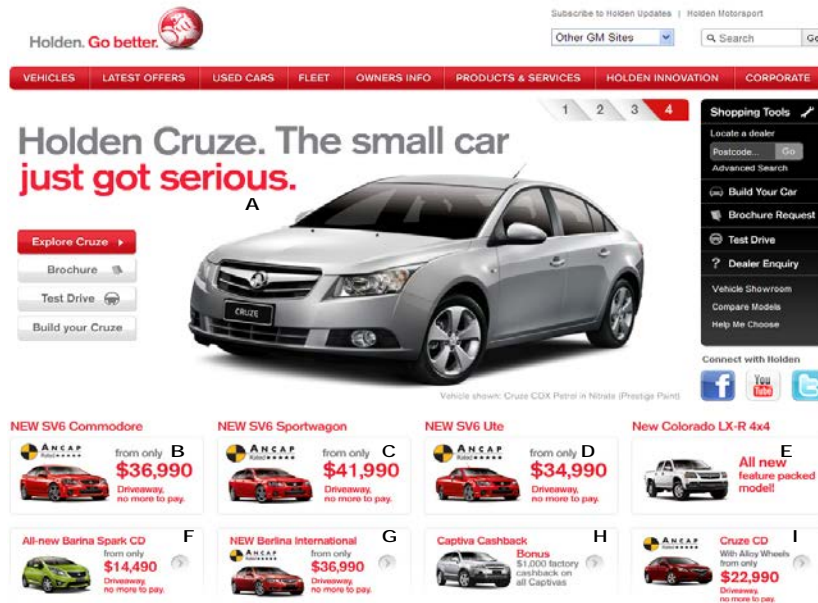 Subscribe to Holden Updates | Holden Motorsport
Holden. Go better.
Other GM Sites
Search
Go
VEHICLES LATEST OFFERS USED CARS FLEET OWNERS INFO PRODUCTS & SERVICES HOLDEN INNOVATION CORPORATE
1 2 3 4
Holden Cruze. The small car
just got serious.
A
Explore Cruze
Brochure
Test Drive
Build your Cruze
CRUZE
Vehicle shown: Cruze CDX Petrol in Nitrate (Prestige Paint)
Shopping Tools
Locate a dealer
Postcode... Go
Advanced Search
Build Your Car
Brochure Request
Test Drive
? Dealer Enquiry
Vehicle Showroom
Compare Models
Help Me Choose
Connect with Holden
f
You Tube
t
NEW SV6 Commodore
ANCAP
Rated
from only B
$36,990
Driveaway,
no more to pay.
NEW SV6 Sportwagon
ANCAP
Rated
from only C
$41,990
Driveaway,
no more to pay.
NEW SV6 Ute
ANCAP
Rated
from only D
$34,990
Driveaway,
no more to pay.
New Colorado LX-R 4x4
E
All new
feature packed
model!
All-new Barina Spark CD F
from only
$14,490
Driveaway,
no more to pay.
NEW Berlina International G
ANCAP
from only
$36,990
Driveaway,
no more to pay.
Captiva Cashback H
Bonus
$1,000 factory
cashback on
all Captivas
Cruze CD I
ANCAP
With Alloy Wheels
from only
$22,990
Driveaway,
no more to pay.